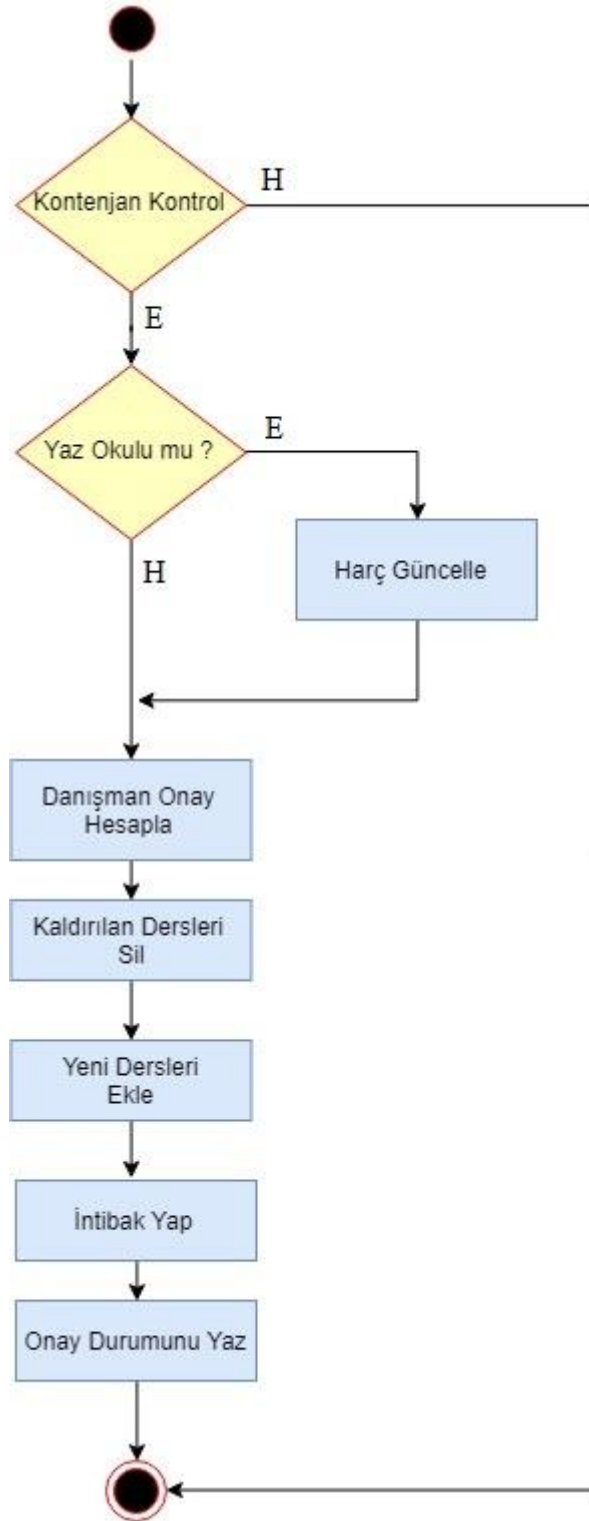 Kontenjan Kontrol
H
E
Yaz Okulu mu ?
E
Harç Güncelle
H
Danışman Onay
Hesapla
Kaldırılan Dersleri
Sil
Yeni Dersleri
Ekle
İntibak Yap
Onay Durumunu Yaz